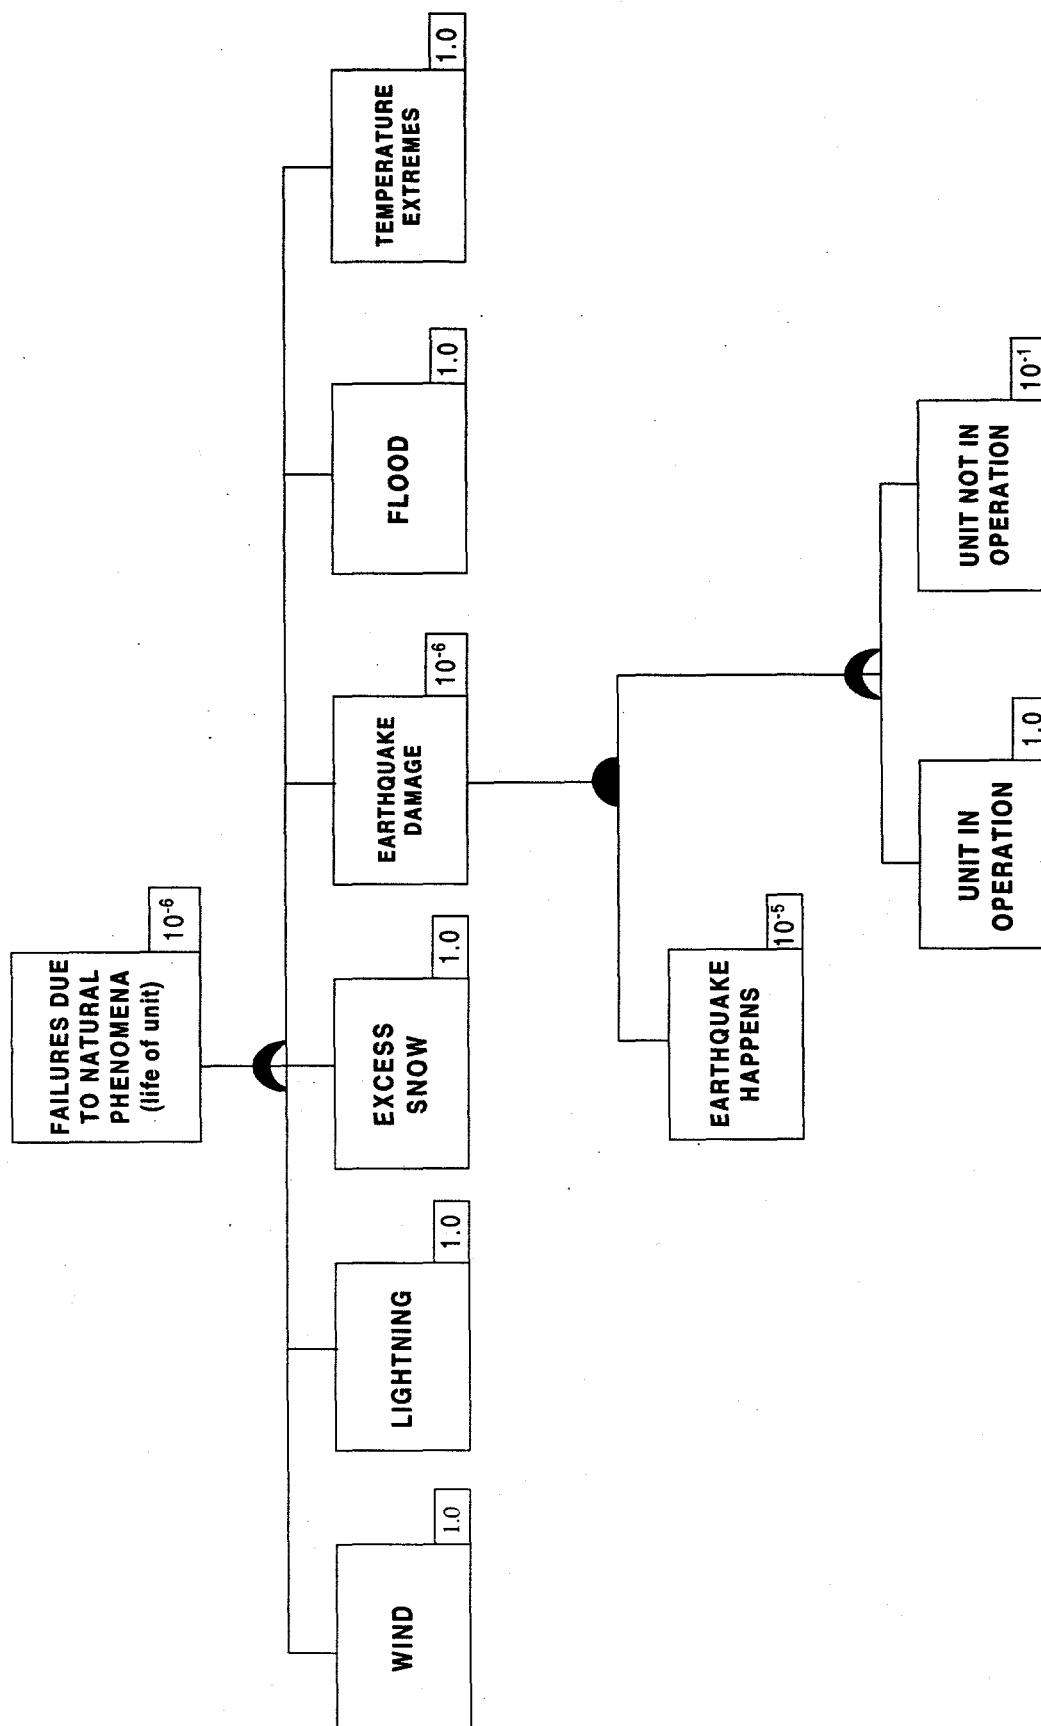 FAILURES DUE
TO NATURAL
PHENOMENA
(life of unit)
10-6
WIND
1.0
LIGHTNING
1.0
EXCESS
SNOW
1.0
EARTHQUAKE
DAMAGE
10-6
FLOOD
1.0
TEMPERATURE
EXTREMES
1.0
EARTHQUAKE
HAPPENS
10-5
UNIT IN
OPERATION
1.0
UNIT NOT IN
OPERATION
10-1